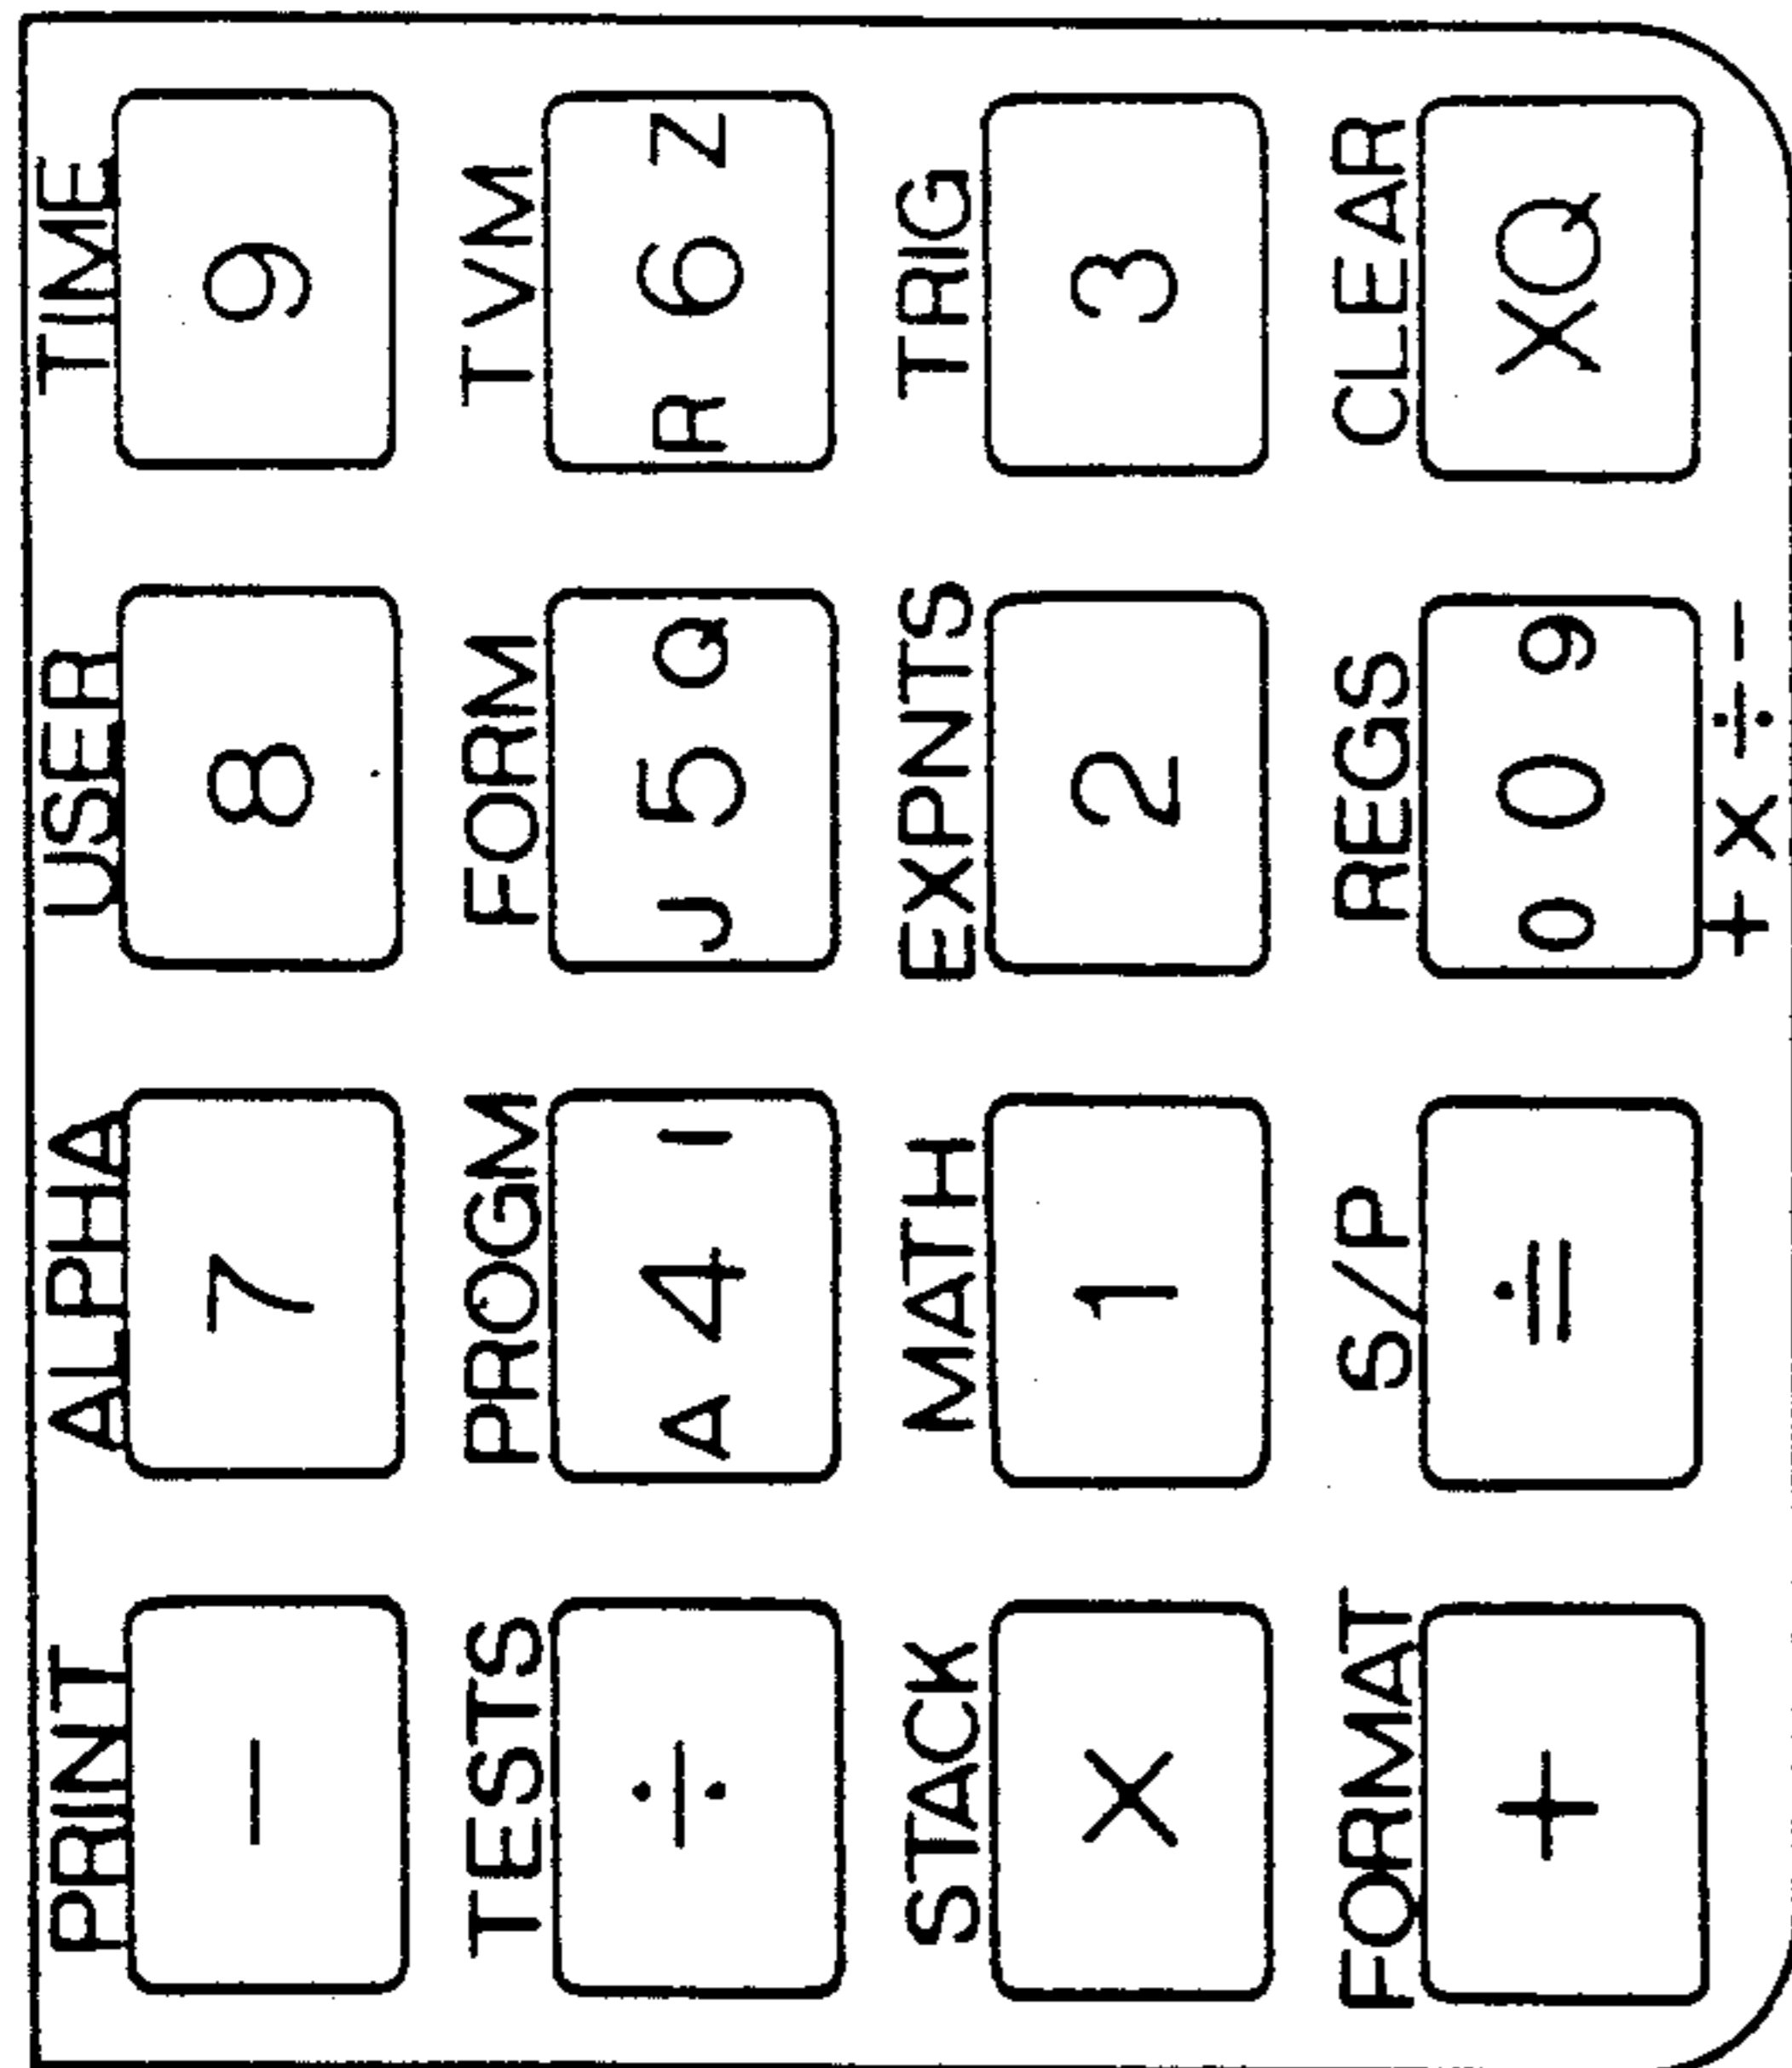 PRINT ALPHA USER TIME
− 7 8 9
TESTS PROGM FORM TVM
÷ A 4 I J 5 Q R 6 Z
STACK MATH EXPNTS TRIG
× 1 2 3
FORMAT S/P REGS CLEAR
+ ≐ 0 0 9 XQ
+ × ÷ −